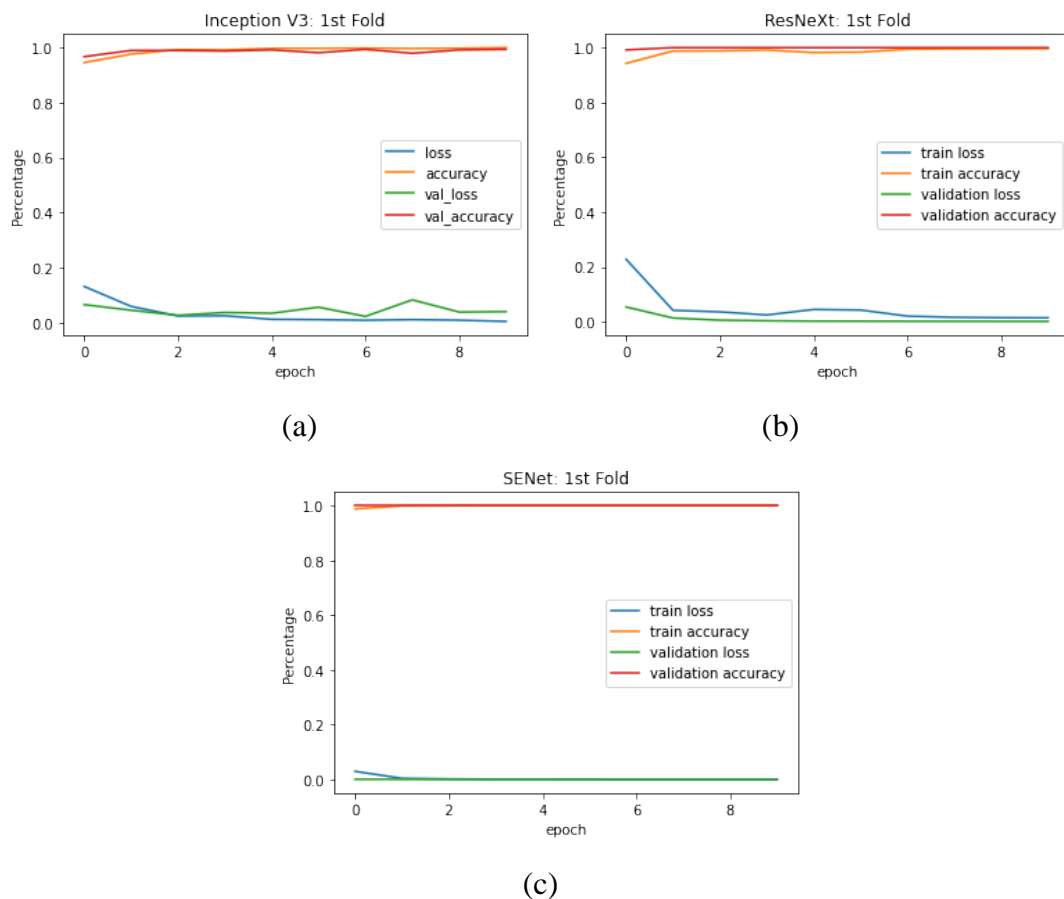 Inception V3: 1st Fold
Percentage
1.0
0.8
0.6
0.4
0.2
0.0
loss
accuracy
val_loss
val_accuracy
0 2 4 6 8
epoch
(a)
ResNeXt: 1st Fold
Percentage
1.0
0.8
0.6
0.4
0.2
0.0
train loss
train accuracy
validation loss
validation accuracy
0 2 4 6 8
epoch
(b)
SENet: 1st Fold
Percentage
1.0
0.8
0.6
0.4
0.2
0.0
train loss
train accuracy
validation loss
validation accuracy
0 2 4 6 8
epoch
(c)